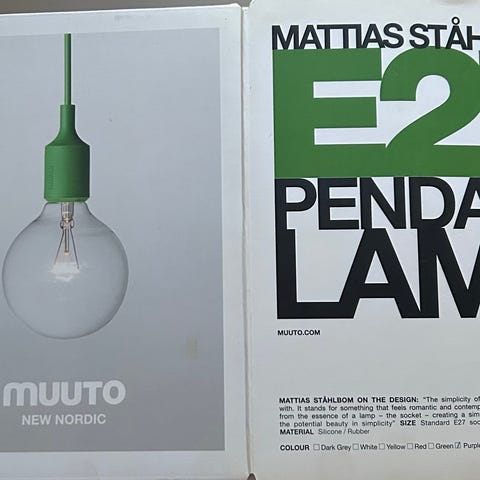 muuto
NEW NORDIC
MATTIAS STÅH
E2
PENDA
LAM
MUUTO.COM
MATTIAS STÅHLBOM ON THE DESIGN: "The simplicity of
with. It stands for something that feels romantic and contemp
from the essence of a lamp – the socket – creating a sim
the potential beauty in simplicity" SIZE Standard E27 soc
MATERIAL Silicone / Rubber
COLOUR ☐ Dark Grey ☐ White ☐ Yellow ☐ Red ☐ Green ☑ Purple